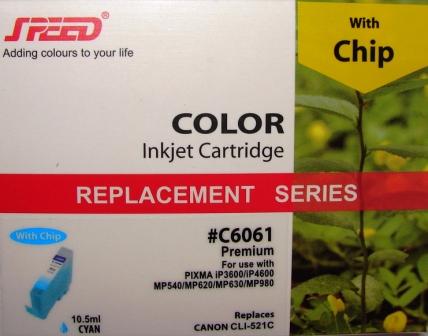 SPEED®
Adding colours to your life
With
Chip
COLOR
Inkjet Cartridge
REPLACEMENT SERIES
With Chip
#C6061
Premium
For use with
PIXMA iP3600/iP4600
MP540/MP620/MP630/MP980
10.5ml
CYAN
Replaces
CANON CLI-521C